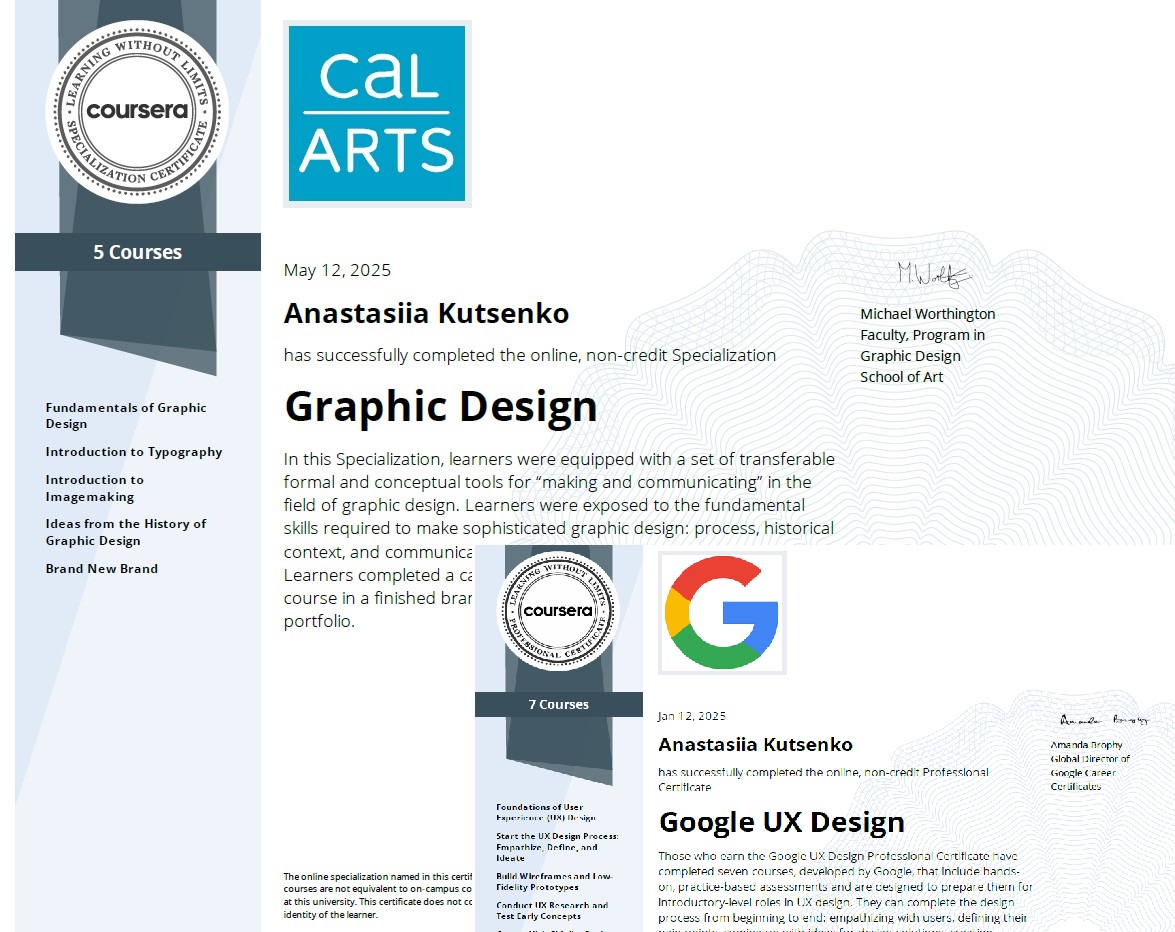 LEARNING WITHOUT LIMITS
coursera
SPECIALIZATION CERTIFICATE
5 Courses
Fundamentals of Graphic
Design
Introduction to Typography
Introduction to
Imagemaking
Ideas from the History of
Graphic Design
Brand New Brand
CaL
ARTS
May 12, 2025
Anastasiia Kutsenko
has successfully completed the online, non-credit Specialization
Graphic Design
In this Specialization, learners were equipped with a set of transferable
formal and conceptual tools for “making and communicating” in the
field of graphic design. Learners were exposed to the fundamental
skills required to make sophisticated graphic design: process, historical
context, and communica
Learners completed a ca
course in a finished bran
portfolio.
M.Worth
Michael Worthington
Faculty, Program in
Graphic Design
School of Art
The online specialization named in this certif
courses are not equivalent to on-campus co
at this university. This certificate does not co
identity of the learner.
LEARNING WITHOUT LIMITS
coursera
PROFESSIONAL CERTIFICATE
7 Courses
Foundations of User
Experience (UX) Design
Start the UX Design Process:
Empathize, Define, and
Ideate
Build Wireframes and Low-
Fidelity Prototypes
Conduct UX Research and
Test Early Concepts
G
Jan 12, 2025
Anastasiia Kutsenko
has successfully completed the online, non-credit Professional
Certificate
Google UX Design
Those who earn the Google UX Design Professional Certificate have
completed seven courses, developed by Google, that include hands-
on, practice-based assessments and are designed to prepare them for
introductory-level roles in UX design. They can complete the design
process from beginning to end: empathizing with users, defining their
Amanda Brophy
Amanda Brophy
Global Director of
Google Career
Certificates